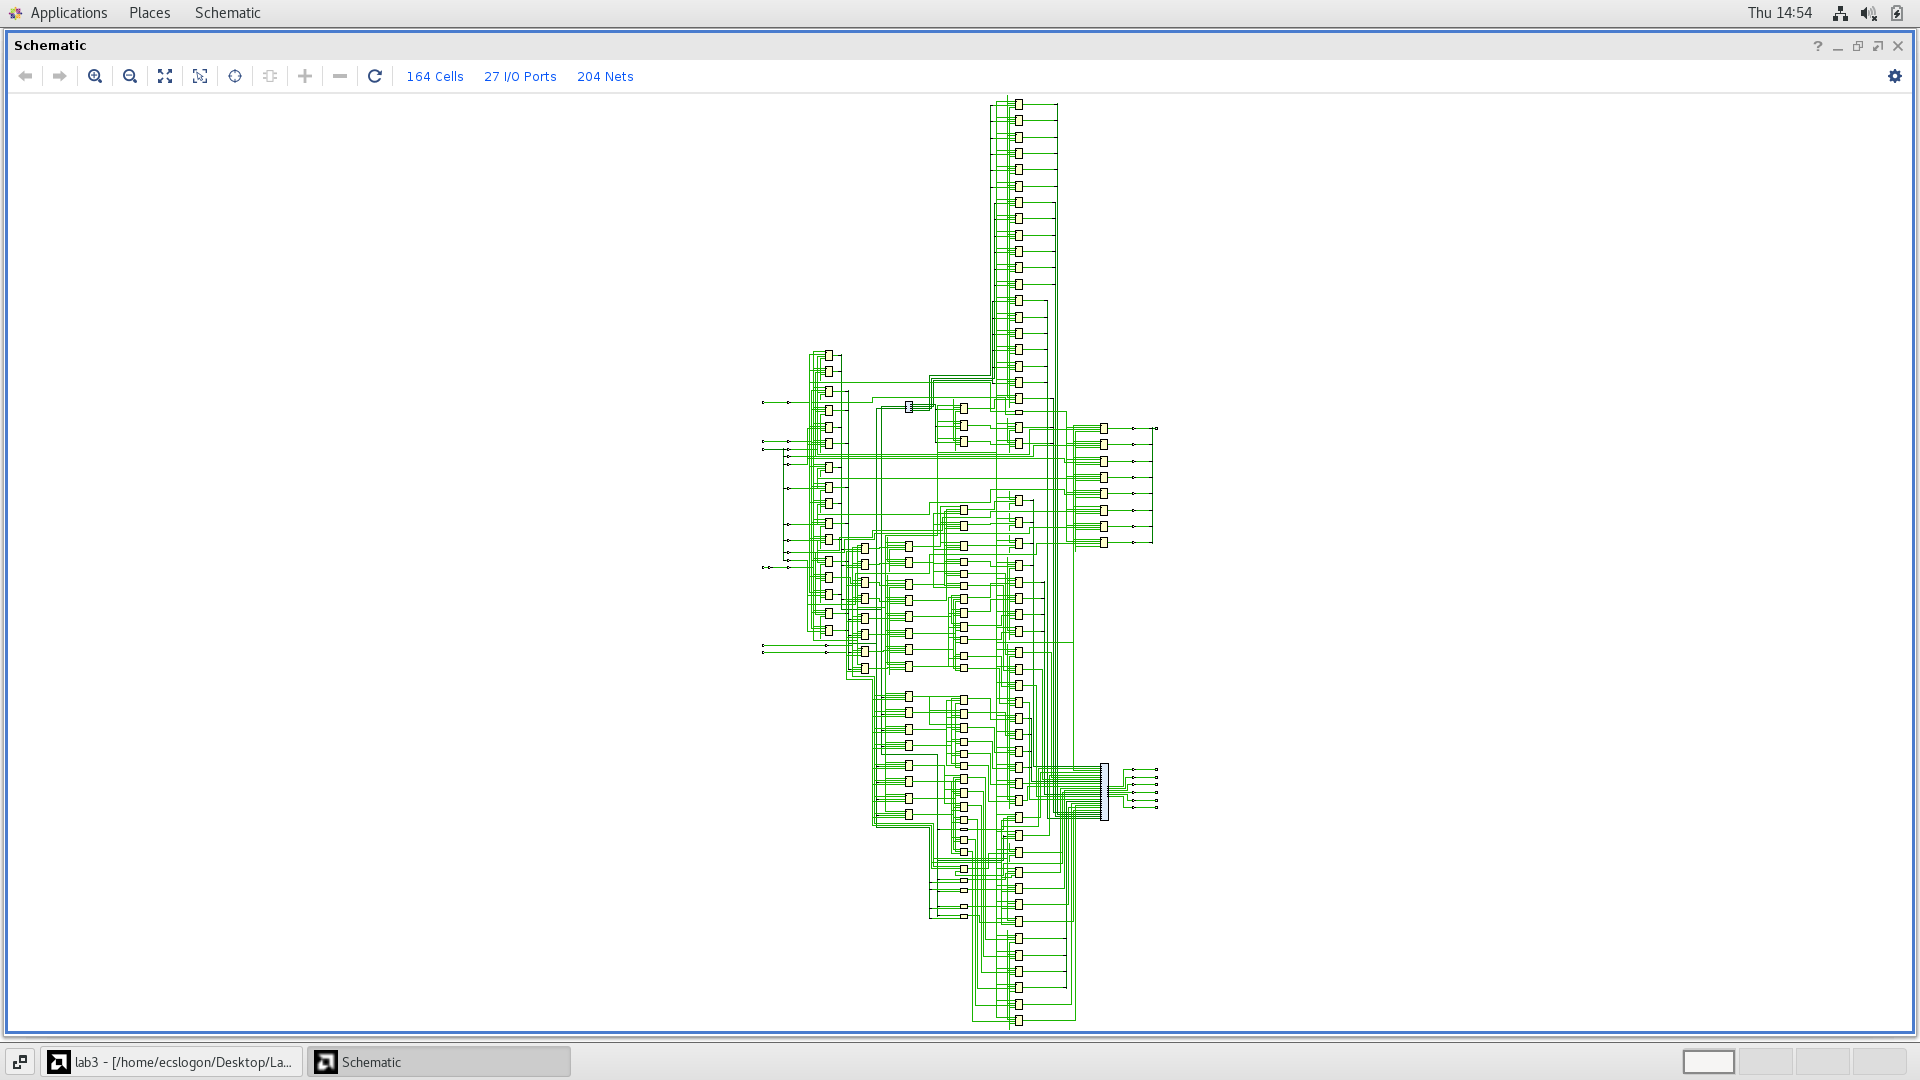 Applications Places Schematic Thu 14:54
Schematic ?
164 Cells 27 I/O Ports 204 Nets
lab3 - [/home/ecslogon/Desktop/La... Schematic